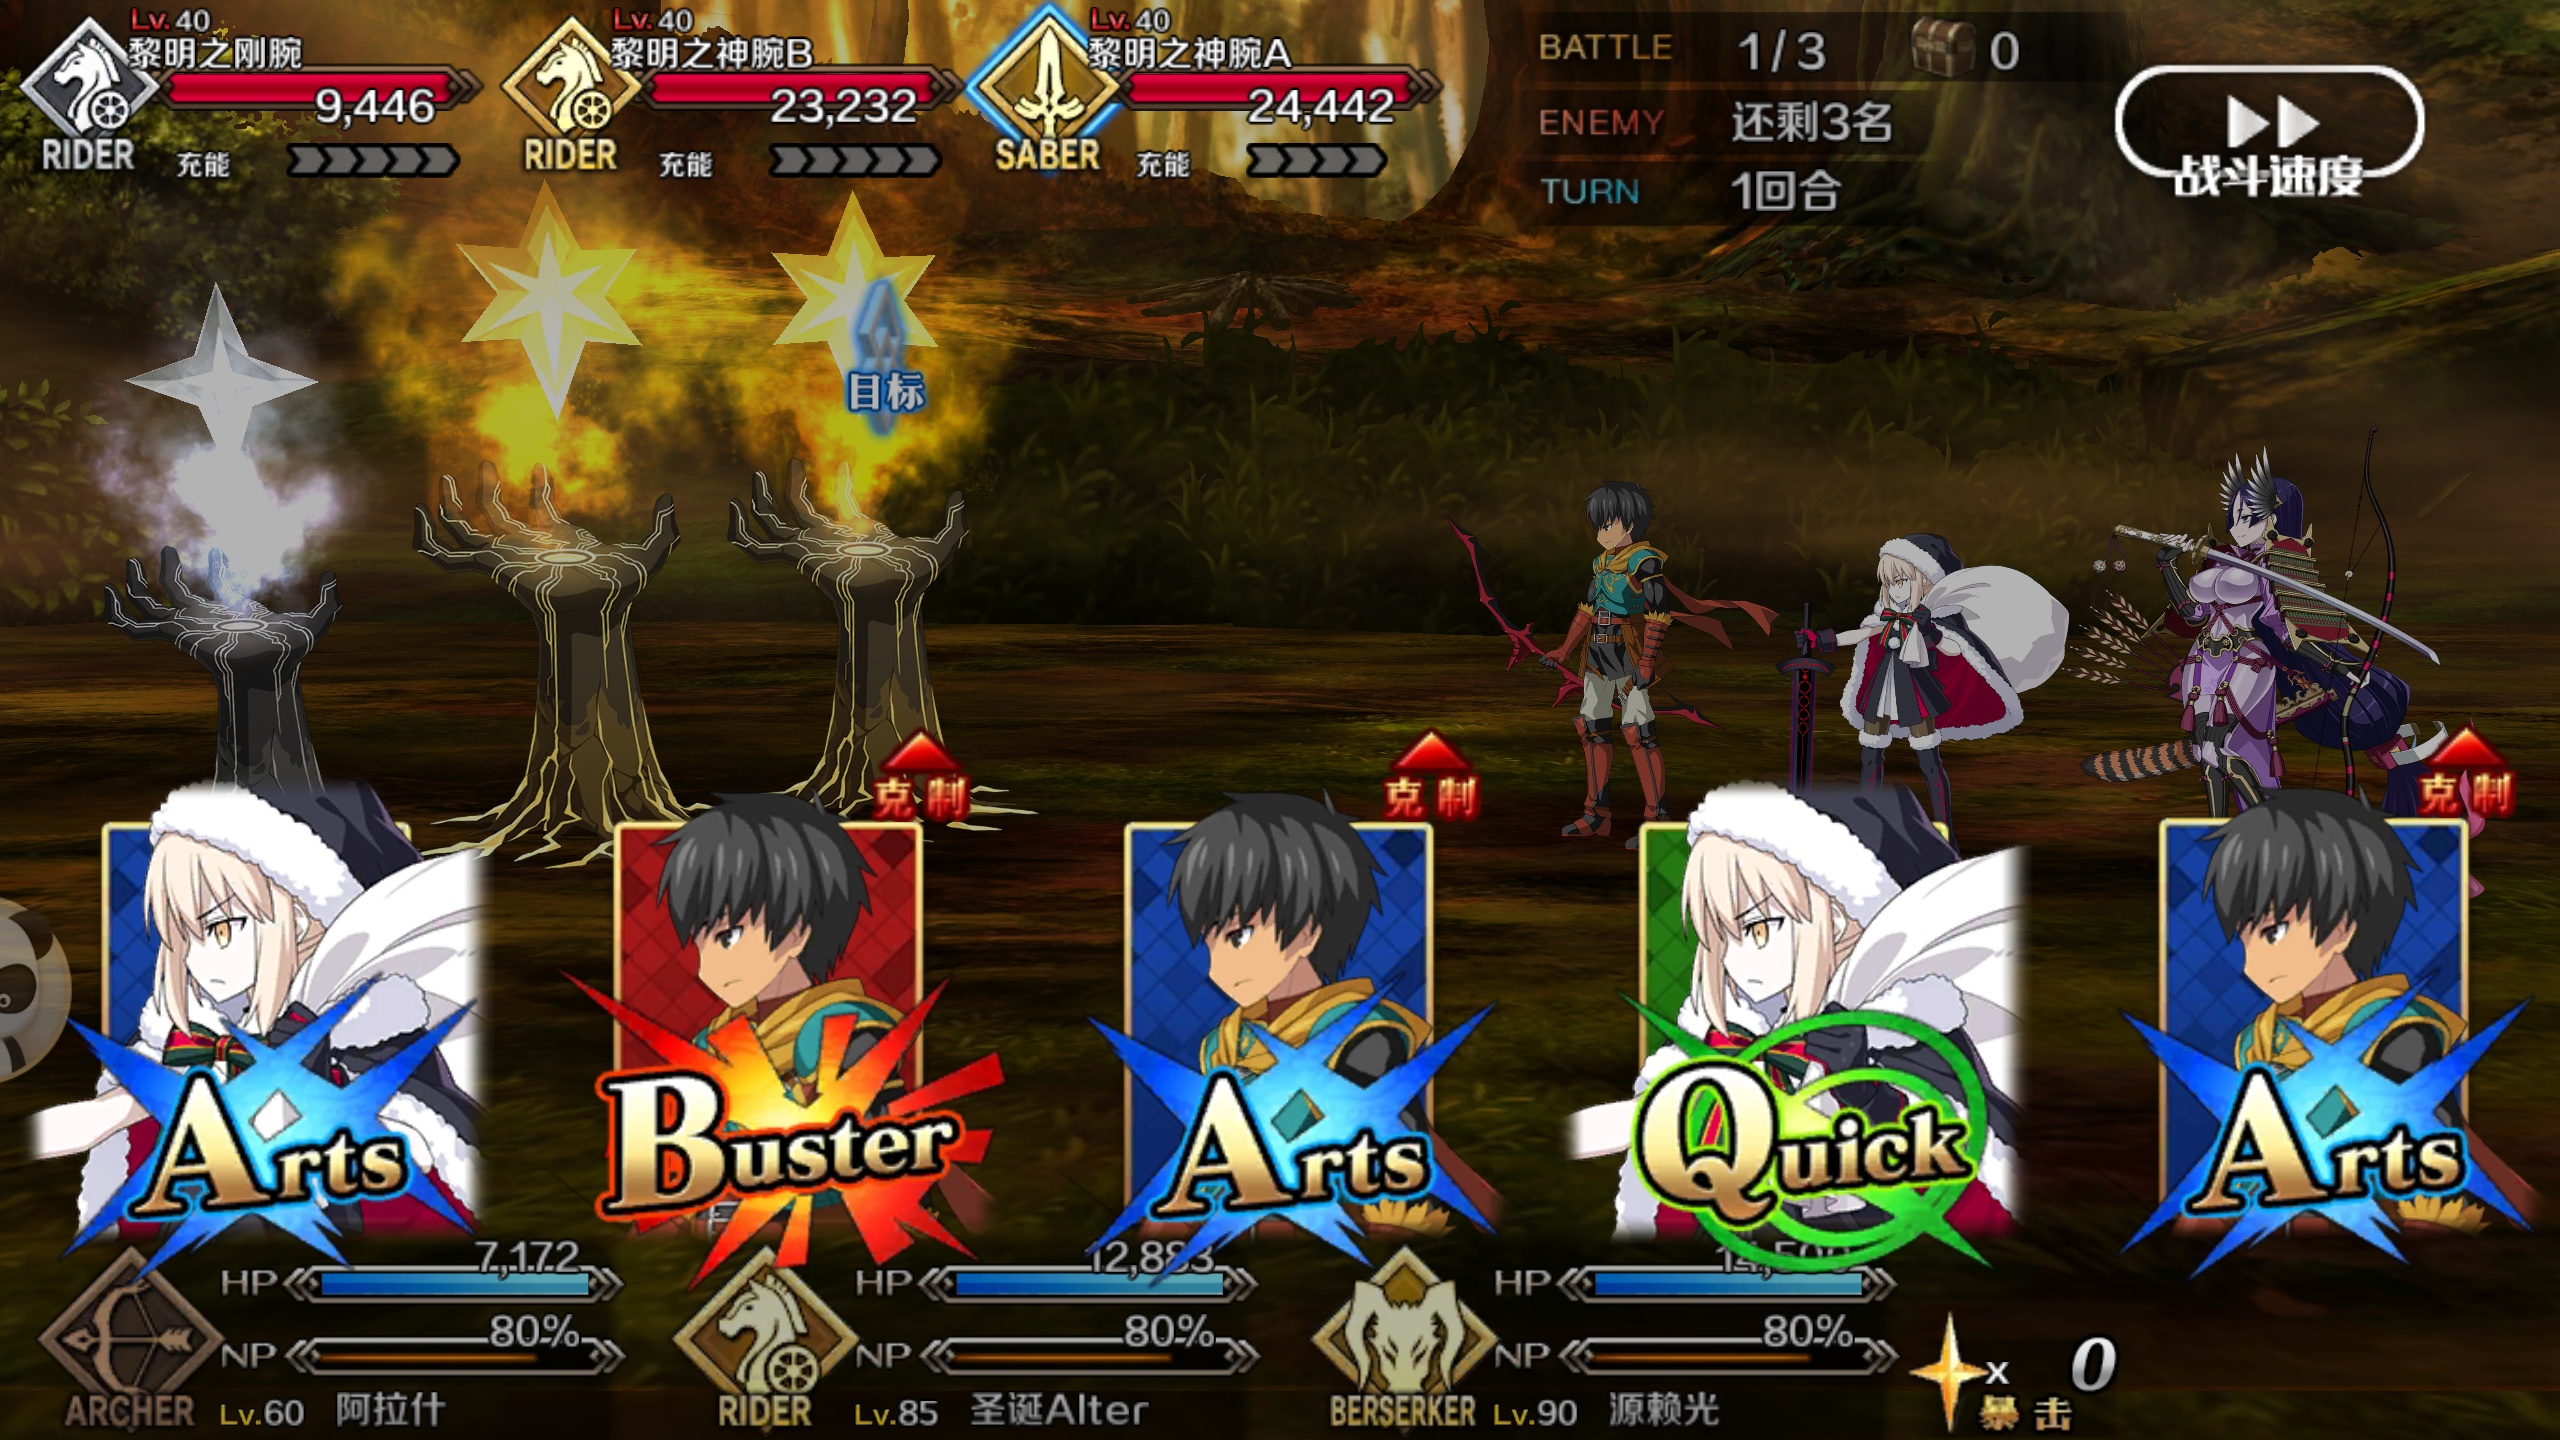 Lv.40
黎明之刚腕
9,446
RIDER
充能
Lv.40
黎明之神腕B
23,232
RIDER
充能
Lv.40
黎明之神腕A
24,442
SABER
充能
BATTLE 1/3 0
ENEMY 还剩3名
TURN 1回合
战斗速度
目标
克制
克制
克制
Arts
Buster
Arts
Quick
Arts
HP 7,172
NP 80%
ARCHER Lv.60 阿拉什
HP 12,883
NP 80%
RIDER Lv.85 圣诞Alter
HP
NP 80%
BERSERKER Lv.90 源赖光
x 0
暴击